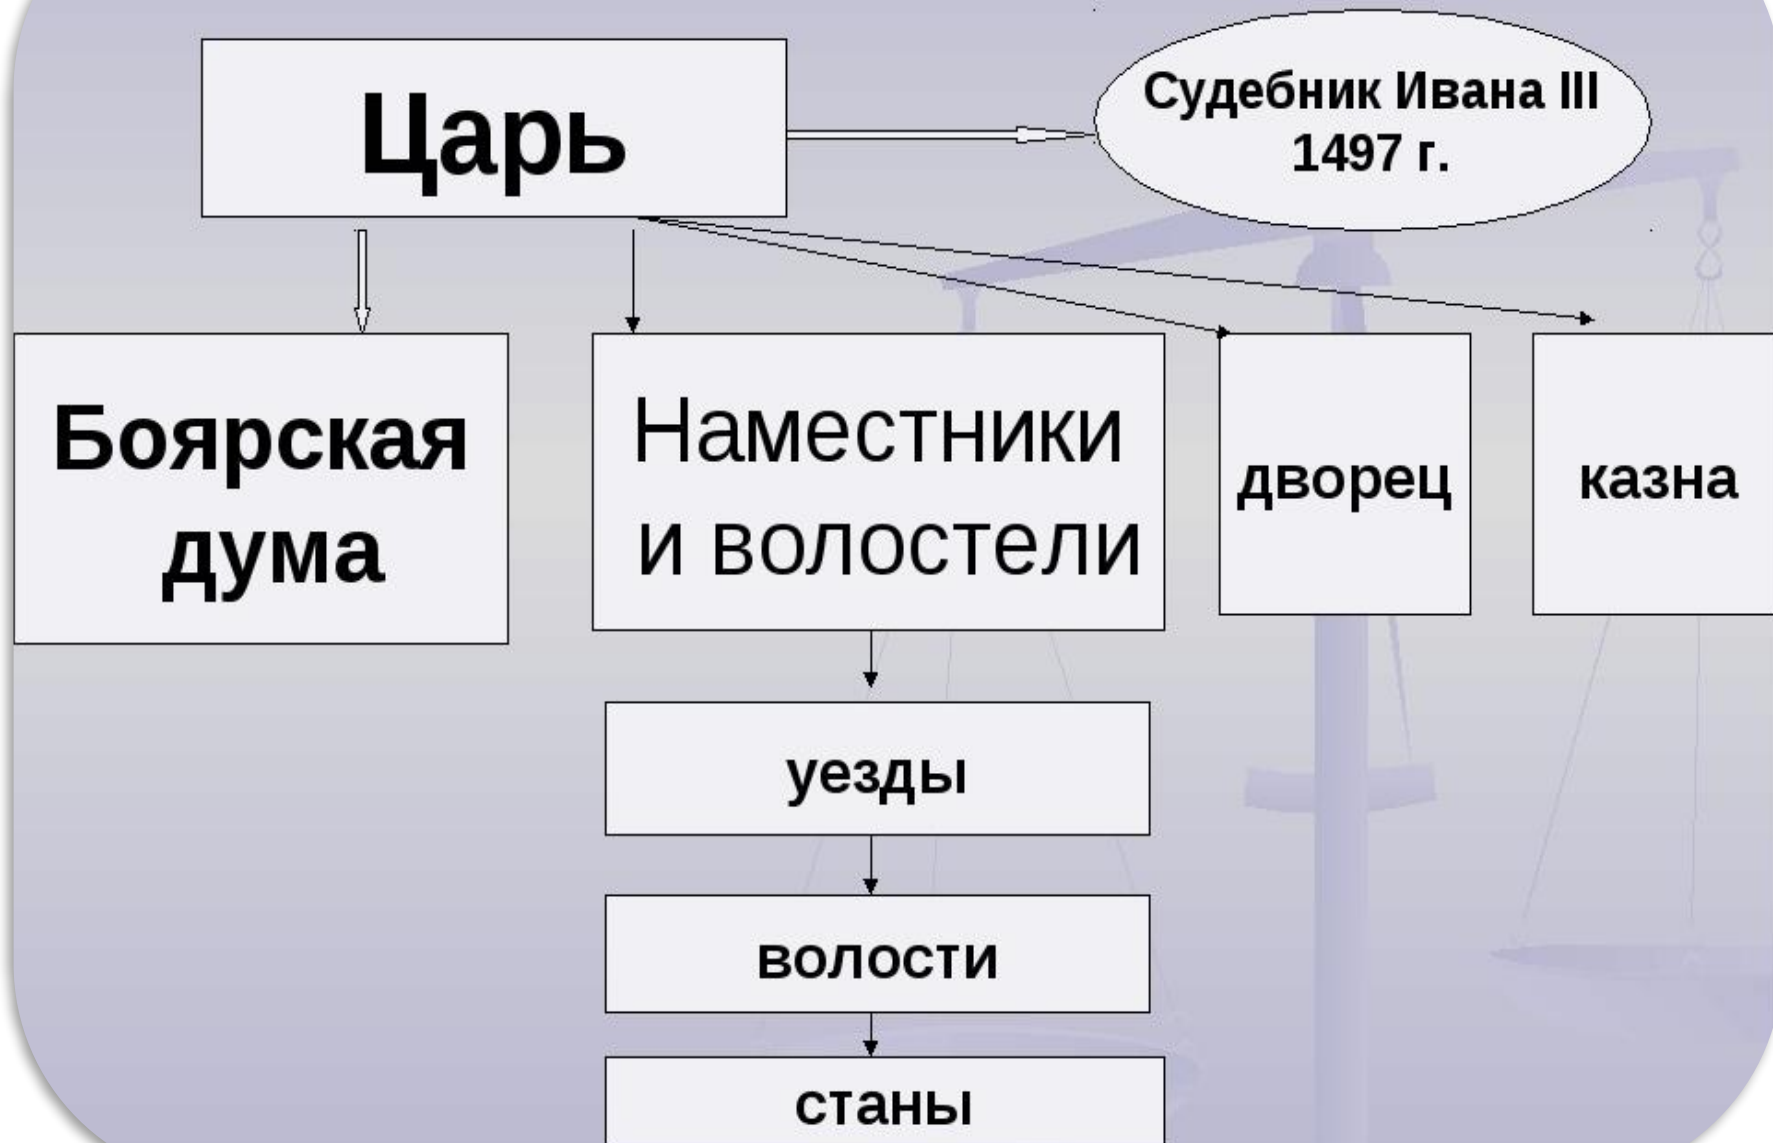 Царь
Судебник Ивана III
1497 г.
Боярская
дума
Наместники
и волостели
дворец
казна
уезды
волости
станы